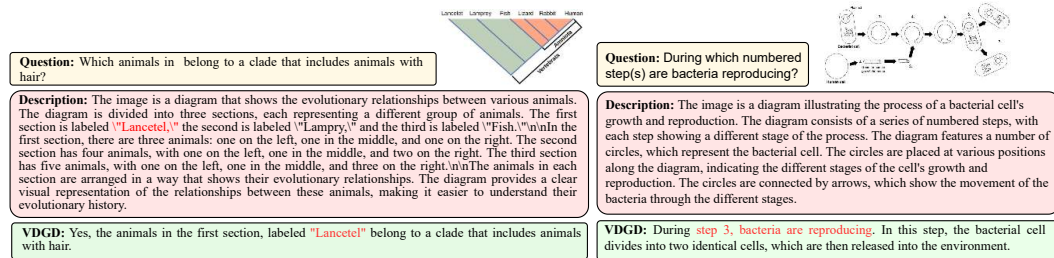 Lancelet Lamprey Fish Lizard Rabbit Human
Amniotes
Vertebrates
Question: Which animals in belong to a clade that includes animals with
hair?
Description: The image is a diagram that shows the evolutionary relationships between various animals.
The diagram is divided into three sections, each representing a different group of animals. The first
section is labeled \"Lancetel,\" the second is labeled \"Lampry,\" and the third is labeled \"Fish.\"\n\nIn the
first section, there are three animals: one on the left, one in the middle, and one on the right. The second
section has four animals, with one on the left, one in the middle, and two on the right. The third section
has five animals, with one on the left, one in the middle, and three on the right.\n\nThe animals in each
section are arranged in a way that shows their evolutionary relationships. The diagram provides a clear
visual representation of the relationships between these animals, making it easier to understand their
evolutionary history.
VDGD: Yes, the animals in the first section, labeled "Lancetel" belong to a clade that includes animals
with hair.
Question: During which numbered
step(s) are bacteria reproducing?
Description: The image is a diagram illustrating the process of a bacterial cell's
growth and reproduction. The diagram consists of a series of numbered steps, with
each step showing a different stage of the process. The diagram features a number of
circles, which represent the bacterial cell. The circles are placed at various positions
along the diagram, indicating the different stages of the cell's growth and
reproduction. The circles are connected by arrows, which show the movement of the
bacteria through the different stages.
VDGD: During step 3, bacteria are reproducing. In this step, the bacterial cell
divides into two identical cells, which are then released into the environment.